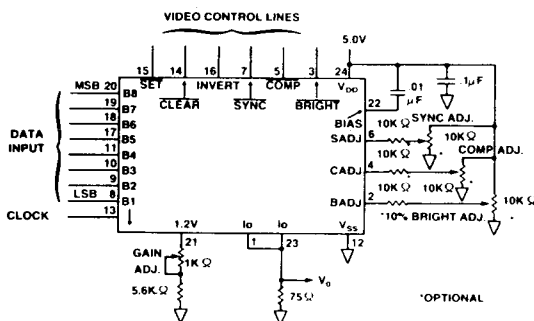 VIDEO CONTROL LINES
15 14 16 7 5 3 24 5.0V
SET INVERT COMP VDD
CLEAR SYNC BRIGHT
.01 µF
.1µF
22
BIAS
SYNC ADJ.
MSB 20 B8
19 B7
18 B6
17 B5
11 B4
10 B3
9 B2
LSB 8 B1
DATA INPUT
CLOCK 13
SADJ 6 10K Ω
10KΩ
COMP ADJ.
CADJ 4 10K Ω
10KΩ
BADJ 2 10K Ω
10KΩ
*10% BRIGHT ADJ.
1.2V Io Io VSS
21 1 23 12
GAIN ADJ.
1KΩ
5.6K Ω
75Ω
Vo
*OPTIONAL